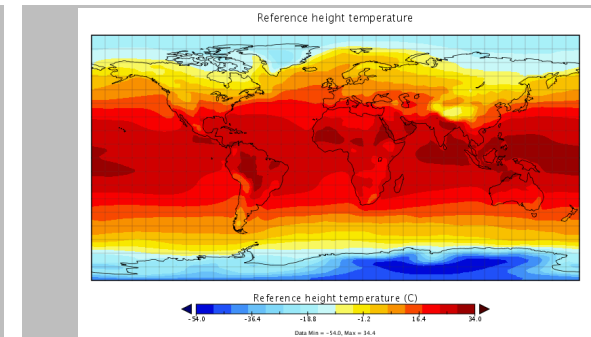 Reference height temperature
Reference height temperature (C)
-54.0 -36.4 -18.8 -1.2 16.4 34.0
Data Min = -54.0, Max = 34.4